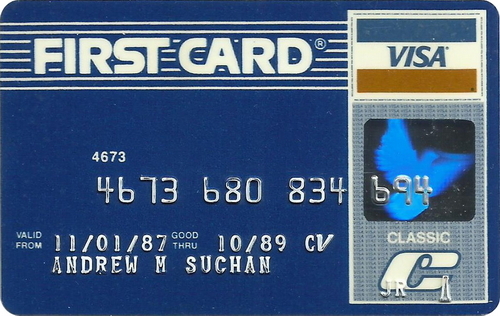 FIRST CARD®
VISA
4673
4673 680 834 694
CLASSIC
VALID FROM 11/01/87 GOOD THRU 10/89 CV
ANDREW M SUCHAN
JR